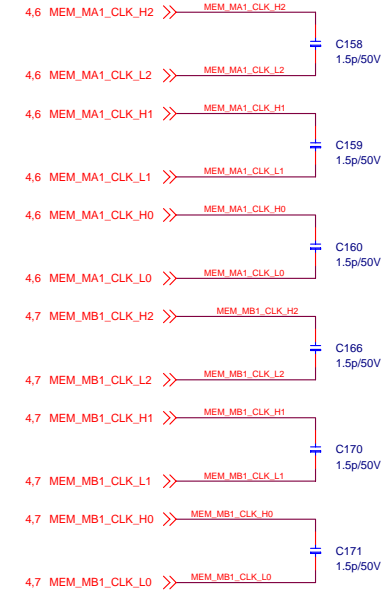 4,6 MEM_MA1_CLK_H2 MEM_MA1_CLK_H2
C158
1.5p/50V
4,6 MEM_MA1_CLK_L2 MEM_MA1_CLK_L2
4,6 MEM_MA1_CLK_H1 MEM_MA1_CLK_H1
C159
1.5p/50V
4,6 MEM_MA1_CLK_L1 MEM_MA1_CLK_L1
4,6 MEM_MA1_CLK_H0 MEM_MA1_CLK_H0
C160
1.5p/50V
4,6 MEM_MA1_CLK_L0 MEM_MA1_CLK_L0
4,7 MEM_MB1_CLK_H2 MEM_MB1_CLK_H2
C166
1.5p/50V
4,7 MEM_MB1_CLK_L2 MEM_MB1_CLK_L2
4,7 MEM_MB1_CLK_H1 MEM_MB1_CLK_H1
C170
1.5p/50V
4,7 MEM_MB1_CLK_L1 MEM_MB1_CLK_L1
4,7 MEM_MB1_CLK_H0 MEM_MB1_CLK_H0
C171
1.5p/50V
4,7 MEM_MB1_CLK_L0 MEM_MB1_CLK_L0